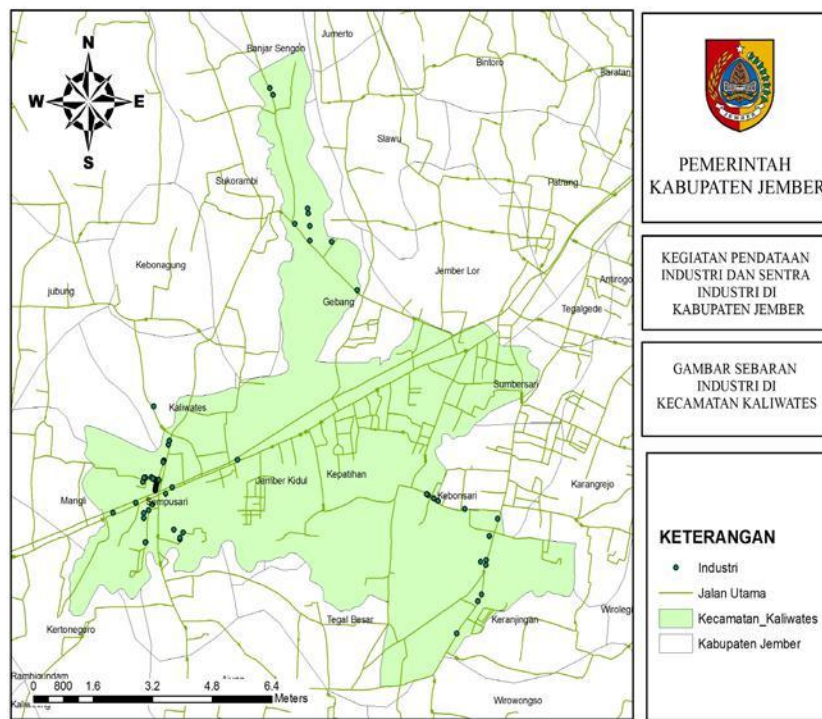 N
W
E
S
Banjar Sengon
Jumerto
Bintoro
Baratan
Slawu
Sukorambi
Patrang
Kebonagung
Jember Lor
Antirogo
jubung
Gebang
Tegalgede
Sumbersari
Kaliwates
Jember Kidul
Kepatihan
Karangrejo
Mangli
Sempusari
Kebonsari
Kertonegoro
Tegal Besar
Keranjingan
Wirolegi
Wirowongso
0 800 1.6 3.2 4.8 6.4
Meters
JEMBER
PEMERINTAH
KABUPATEN JEMBER
KEGIATAN PENDATAAN
INDUSTRI DAN SENTRA
INDUSTRI DI
KABUPATEN JEMBER
GAMBAR SEBARAN
INDUSTRI DI
KECAMATAN KALIWATES
KETERANGAN
Industri
Jalan Utama
Kecamatan_Kaliwates
Kabupaten Jember